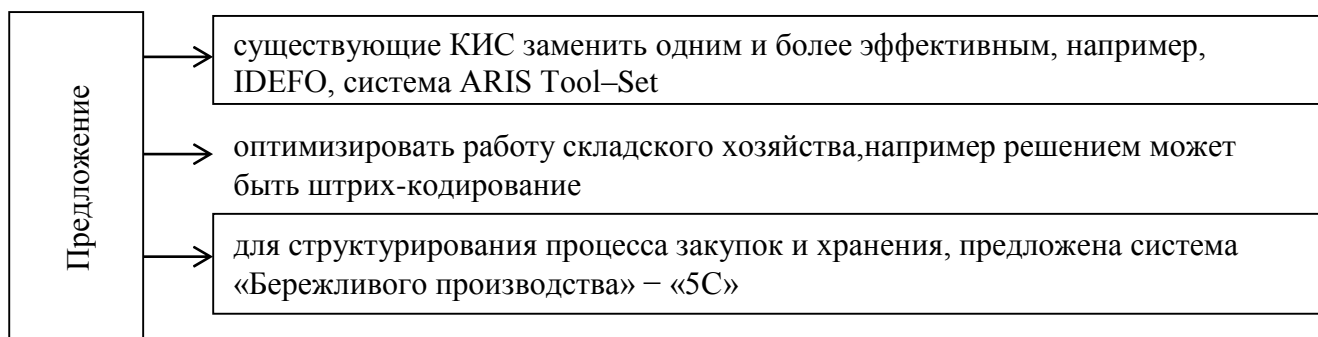 Предложение
существующие КИС заменить одним и более эффективным, например,
IDEFO, система ARIS Tool–Set
оптимизировать работу складского хозяйства,например решением может
быть штрих-кодирование
для структурирования процесса закупок и хранения, предложена система
«Бережливого производства» − «5С»